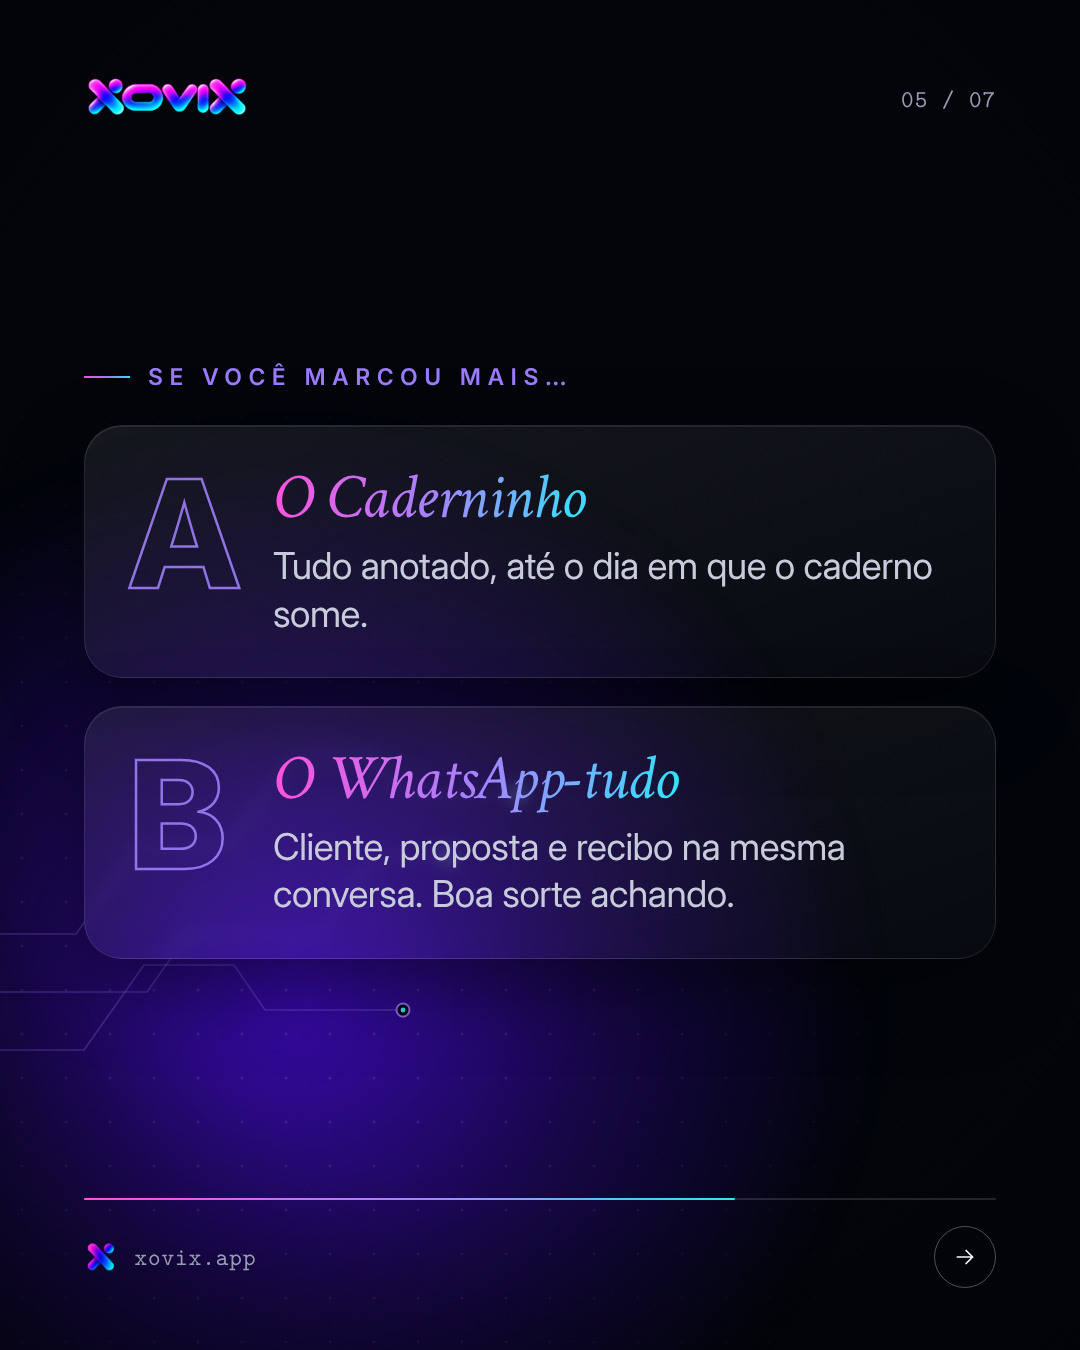 XOVIX
05 / 07
SE VOCÊ MARCOU MAIS…
A
O Caderninho
Tudo anotado, até o dia em que o caderno
some.
B
O WhatsApp-tudo
Cliente, proposta e recibo na mesma
conversa. Boa sorte achando.
xovix.app